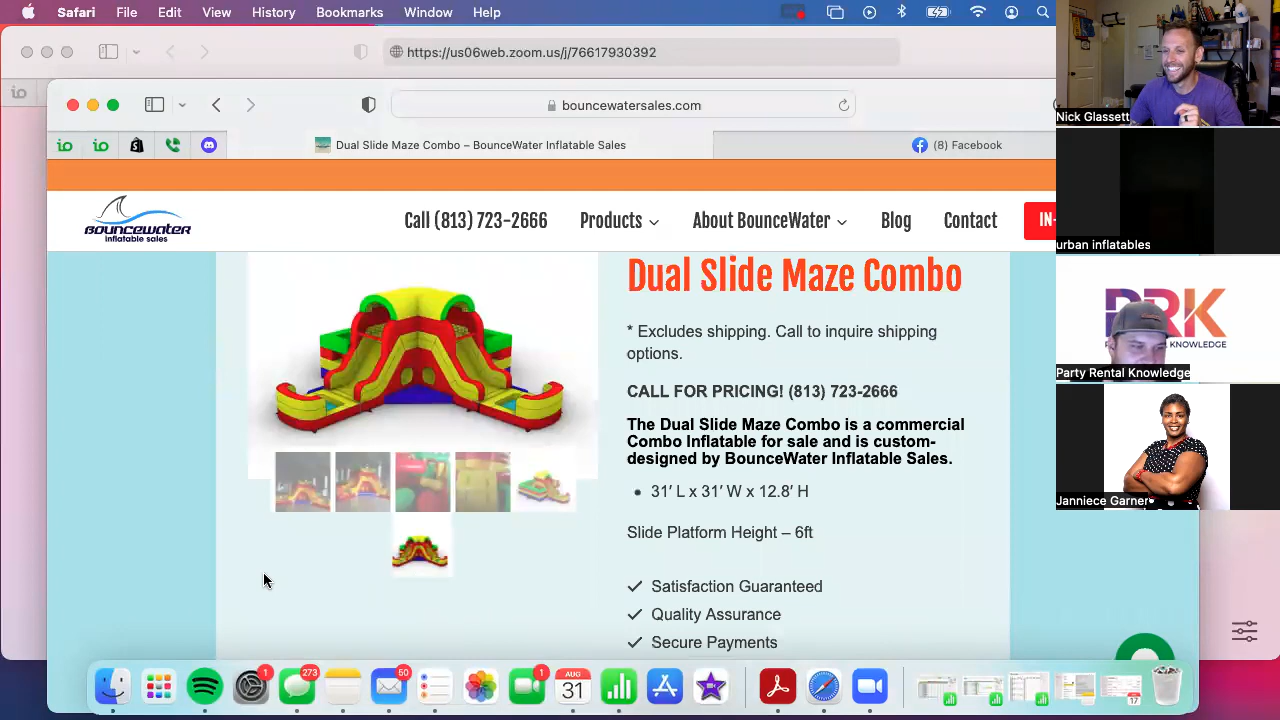 Safari File Edit View History Bookmarks Window Help
https://us06web.zoom.us/j/76617930392
bouncewatersales.com
Dual Slide Maze Combo – BounceWater Inflatable Sales
(8) Facebook
BOUNCEWATER
inflatable sales
Call (813) 723-2666
Products
About BounceWater
Blog
Contact
IN-
Dual Slide Maze Combo
* Excludes shipping. Call to inquire shipping
options.
CALL FOR PRICING! (813) 723-2666
The Dual Slide Maze Combo is a commercial
Combo Inflatable for sale and is custom-
designed by BounceWater Inflatable Sales.
• 31′ L x 31′ W x 12.8′ H
Slide Platform Height – 6ft
Satisfaction Guaranteed
Quality Assurance
Secure Payments
Nick Glassett
urban inflatables
PRK
KNOWLEDGE
Party Rental Knowledge
Janniece Garner
1
273
50
1
AUG
31
17